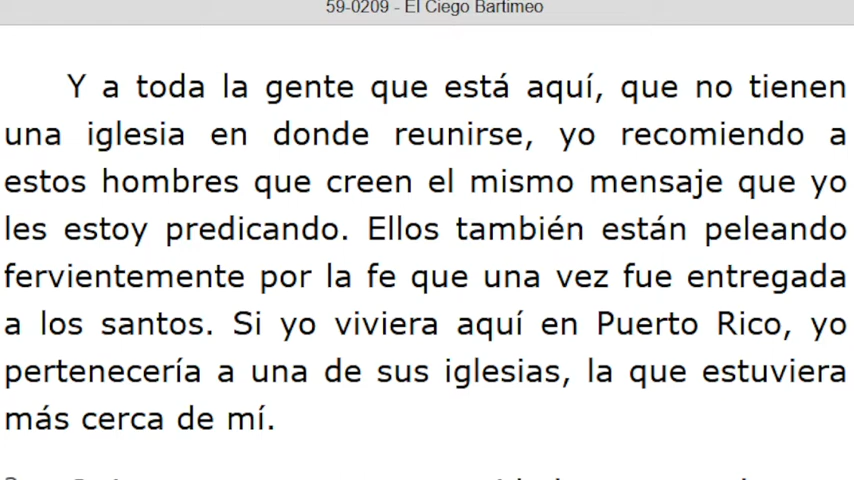 59-0209 - El Ciego Bartimeo
Y a toda la gente que está aquí, que no tienen
una iglesia en donde reunirse, yo recomiendo a
estos hombres que creen el mismo mensaje que yo
les estoy predicando. Ellos también están peleando
fervientemente por la fe que una vez fue entregada
a los santos. Si yo viviera aquí en Puerto Rico, yo
pertenecería a una de sus iglesias, la que estuviera
más cerca de mí.